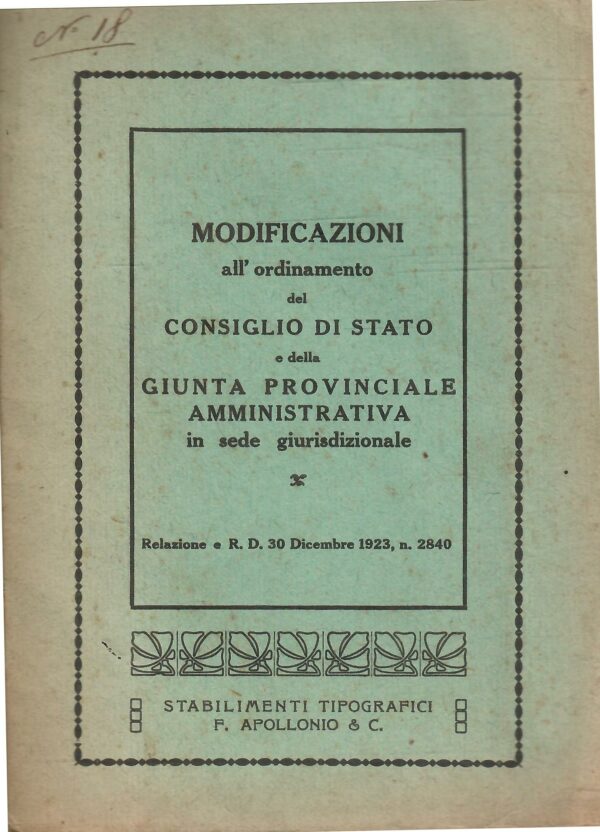 N. 18
MODIFICAZIONI
all' ordinamento
del
CONSIGLIO DI STATO
e della
GIUNTA PROVINCIALE
AMMINISTRATIVA
in sede giurisdizionale
Relazione e R. D. 30 Dicembre 1923, n. 2840
STABILIMENTI TIPOGRAFICI
F. APOLLONIO & C.